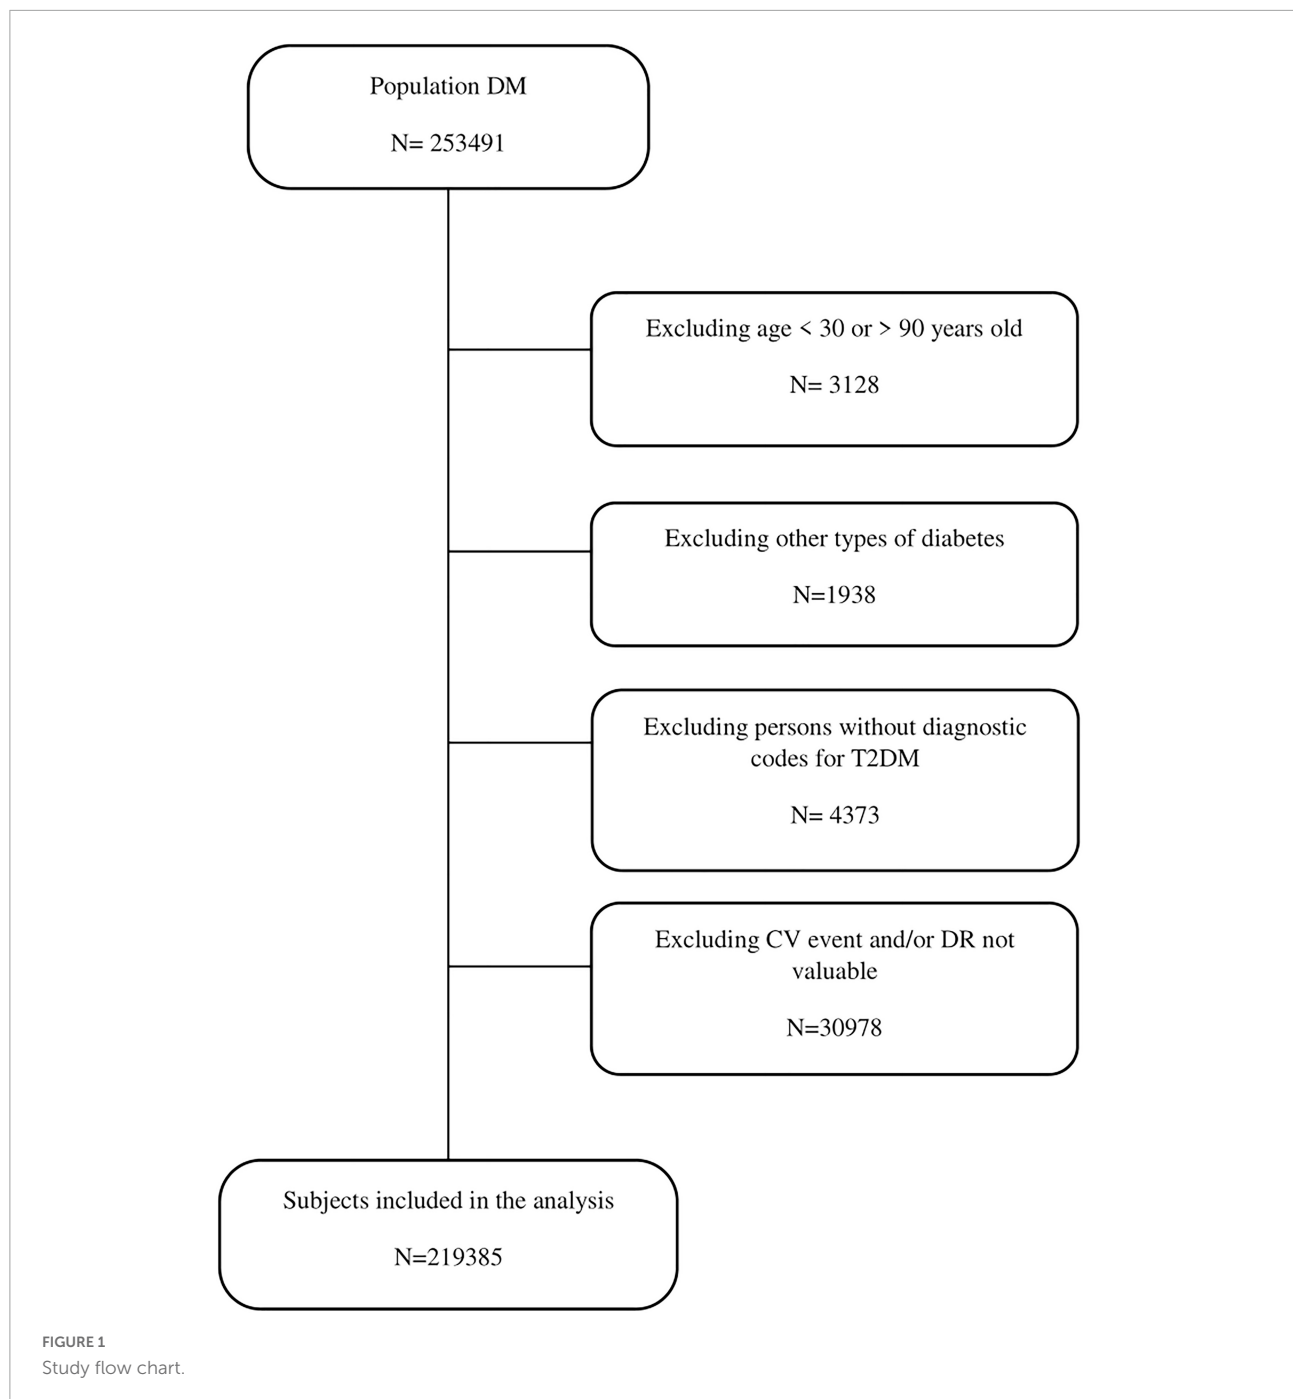 Population DM
N= 253491
Excluding age < 30 or > 90 years old
N= 3128
Excluding other types of diabetes
N=1938
Excluding persons without diagnostic
codes for T2DM
N= 4373
Excluding CV event and/or DR not
valuable
N=30978
Subjects included in the analysis
N=219385
FIGURE 1
Study flow chart.